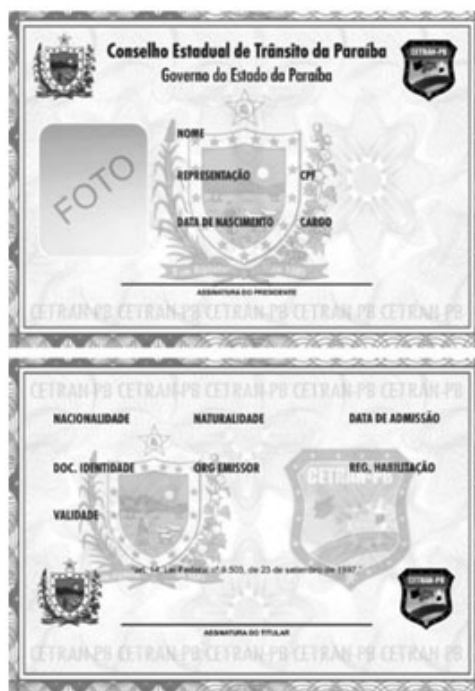 Conselho Estadual de Trânsito da Paraíba
CETRAN-PB
Governo do Estado da Paraíba
FOTO
NOME
REPRESENTAÇÃO CPF
DATA DE NASCIMENTO CARGO
ASSINATURA DO PRESIDENTE
CETRAN-PB CETRAN-PB CETRAN-PB CETRAN-PB
CETRAN-PB CETRAN-PB CETRAN-PB CETRAN-PB
NACIONALIDADE NATURALIDADE DATA DE ADMISSÃO
DOC. IDENTIDADE ORG EMISSOR REG. HABILITAÇÃO
CETRAN-PB
VALIDADE
"art. 14, Lei Federal nº 9.503, de 23 de setembro de 1997."
CETRAN-PB
ASSINATURA DO TITULAR
CETRAN-PB CETRAN-PB CETRAN-PB CETRAN-PB